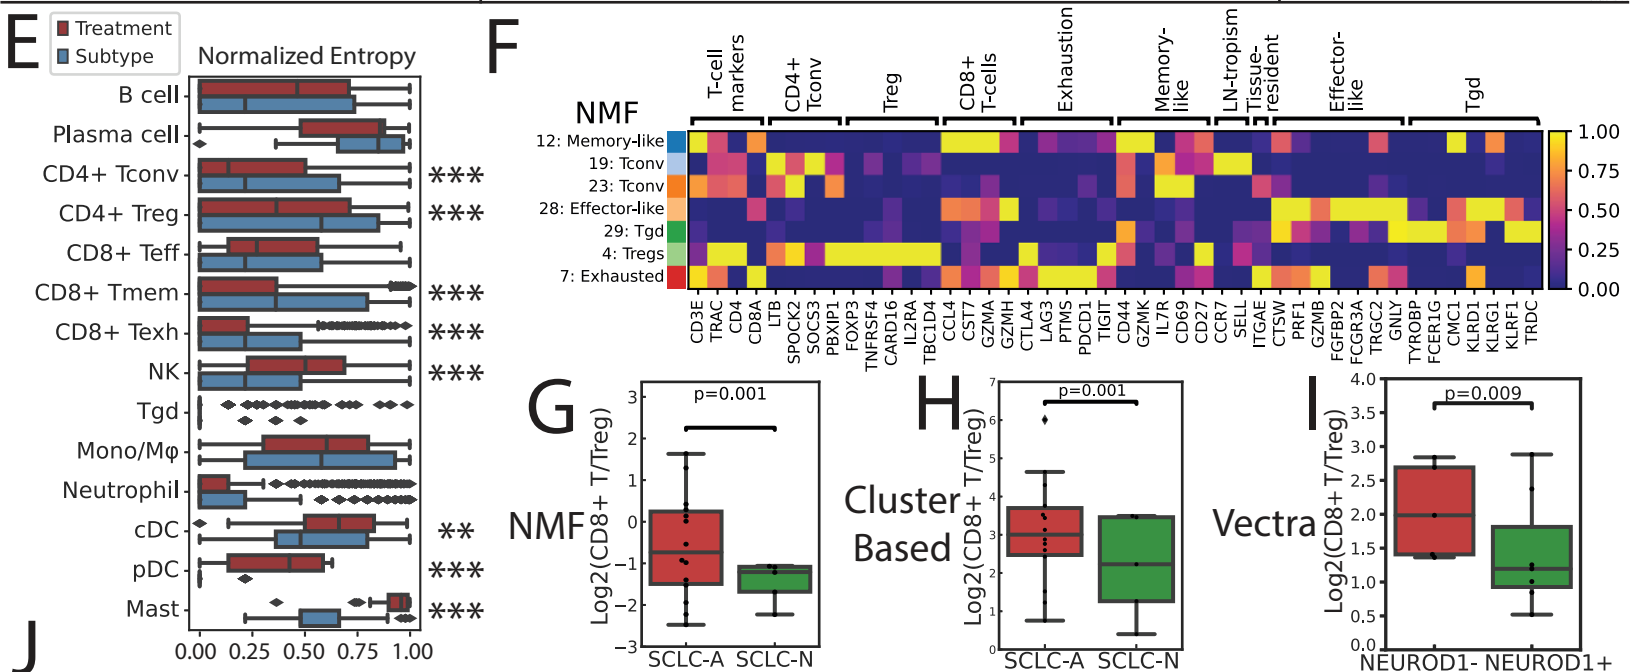 E
Treatment
Subtype
Normalized Entropy
B cell
Plasma cell
CD4+ Tconv
***
CD4+ Treg
***
CD8+ Teff
CD8+ Tmem
***
CD8+ Texh
***
NK
***
Tgd
Mono/Mφ
Neutrophil
cDC
**
pDC
***
Mast
***
0.00 0.25 0.50 0.75 1.00
J
F
NMF
T-cell
markers
CD4+
Tconv
Treg
CD8+
T-cells
Exhaustion
Memory-
like
LN-tropism
Tissue-
resident
Effector-
like
Tgd
12: Memory-like
19: Tconv
23: Tconv
28: Effector-like
29: Tgd
4: Tregs
7: Exhausted
1.00
0.75
0.50
0.25
0.00
CD3E
TRAC
CD4
CD8A
LTB
SPOCK2
SOCS3
PBXIP1
FOXP3
TNFRSF4
CARD16
IL2RA
TBC1D4
CCL4
CST7
GZMA
GZMH
CTLA4
LAG3
PTMS
PDCD1
TIGIT
CD44
GZMK
IL7R
CD69
CD27
CCR7
SELL
ITGAE
CTSW
PRF1
GZMB
FGFBP2
FCGR3A
TRGC2
GNLY
TYROBP
FCER1G
CMC1
KLRD1
KLRG1
KLRF1
TRDC
G
NMF
Log2(CD8+ T/Treg)
3
2
1
0
−1
−2
−3
p=0.001
SCLC-A SCLC-N
H
Cluster
Based
Log2(CD8+ T/Treg)
7
6
5
4
3
2
1
0
p=0.001
SCLC-A SCLC-N
I
Vectra
Log2(CD8+ T/Treg)
4.0
3.5
3.0
2.5
2.0
1.5
1.0
0.5
0.0
p=0.009
NEUROD1- NEUROD1+